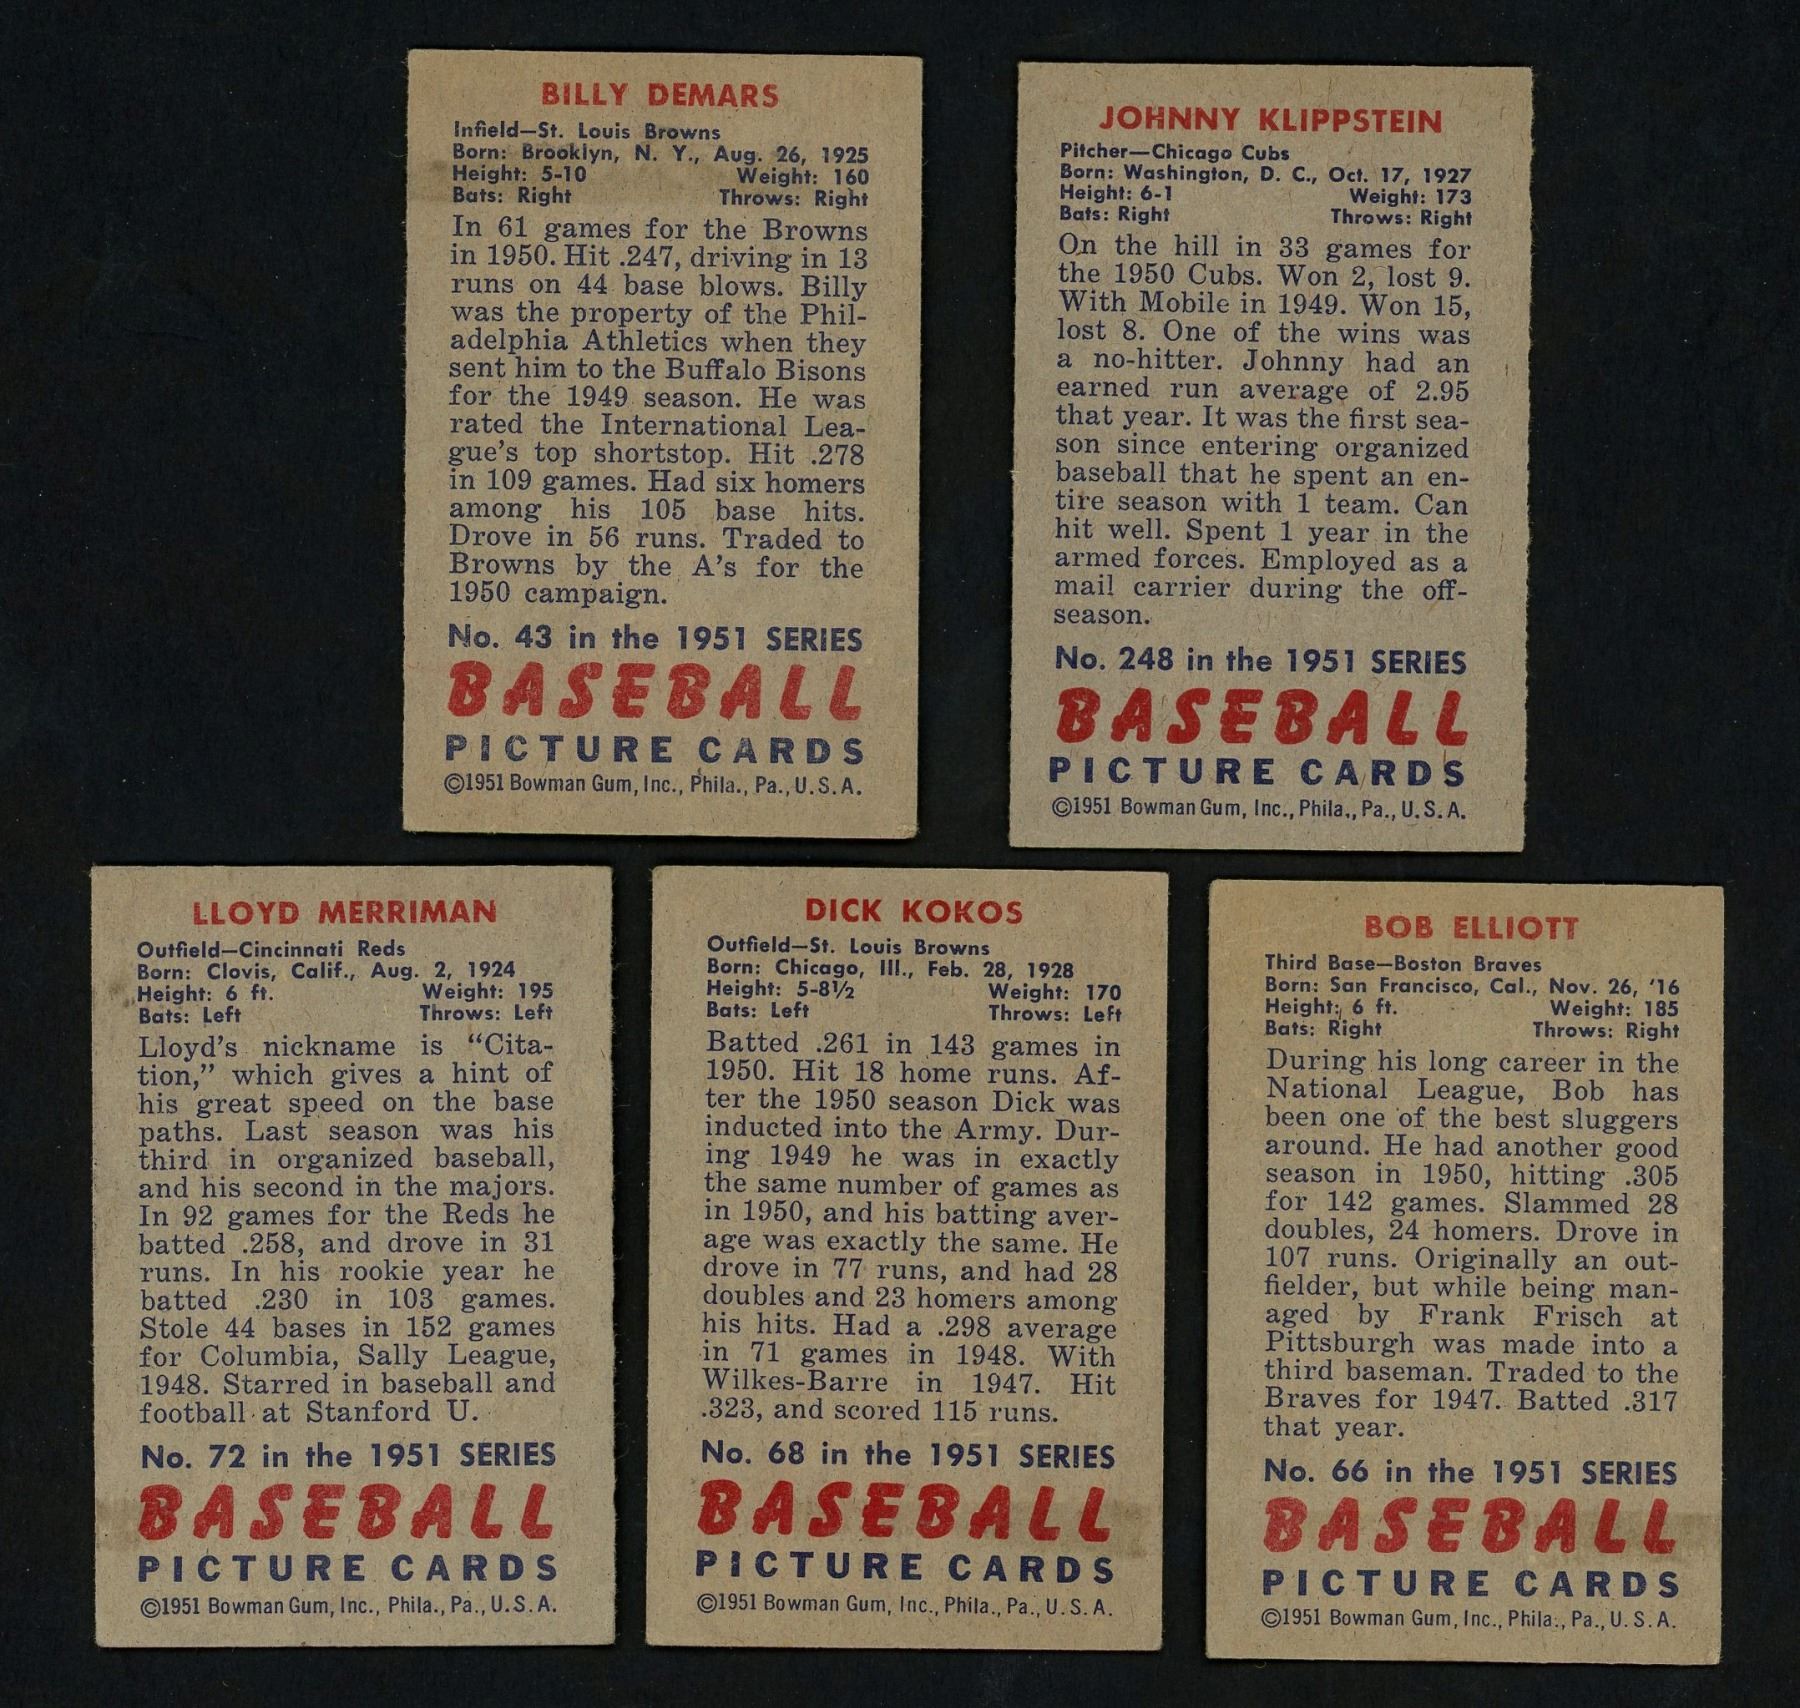 BILLY DEMARS
Infield—St. Louis Browns
Born: Brooklyn, N. Y., Aug. 26, 1925
Height: 5-10 Weight: 160
Bats: Right Throws: Right
In 61 games for the Browns
in 1950. Hit .247, driving in 13
runs on 44 base blows. Billy
was the property of the Phil-
adelphia Athletics when they
sent him to the Buffalo Bisons
for the 1949 season. He was
rated the International Lea-
gue's top shortstop. Hit .278
in 109 games. Had six homers
among his 105 base hits.
Drove in 56 runs. Traded to
Browns by the A's for the
1950 campaign.
No. 43 in the 1951 SERIES
BASEBALL
PICTURE CARDS
©1951 Bowman Gum, Inc., Phila., Pa., U.S.A.
JOHNNY KLIPPSTEIN
Pitcher—Chicago Cubs
Born: Washington, D. C., Oct. 17, 1927
Height: 6-1 Weight: 173
Bats: Right Throws: Right
On the hill in 33 games for
the 1950 Cubs. Won 2, lost 9.
With Mobile in 1949. Won 15,
lost 8. One of the wins was
a no-hitter. Johnny had an
earned run average of 2.95
that year. It was the first sea-
son since entering organized
baseball that he spent an en-
tire season with 1 team. Can
hit well. Spent 1 year in the
armed forces. Employed as a
mail carrier during the off-
season.
No. 248 in the 1951 SERIES
BASEBALL
PICTURE CARDS
©1951 Bowman Gum, Inc., Phila., Pa., U.S.A.
LLOYD MERRIMAN
Outfield—Cincinnati Reds
Born: Clovis, Calif., Aug. 2, 1924
Height: 6 ft. Weight: 195
Bats: Left Throws: Left
Lloyd's nickname is "Cita-
tion," which gives a hint of
his great speed on the base
paths. Last season was his
third in organized baseball,
and his second in the majors.
In 92 games for the Reds he
batted .258, and drove in 31
runs. In his rookie year he
batted .230 in 103 games.
Stole 44 bases in 152 games
for Columbia, Sally League,
1948. Starred in baseball and
football at Stanford U.
No. 72 in the 1951 SERIES
BASEBALL
PICTURE CARDS
©1951 Bowman Gum, Inc., Phila., Pa., U.S.A.
DICK KOKOS
Outfield—St. Louis Browns
Born: Chicago, Ill., Feb. 28, 1928
Height: 5-8½ Weight: 170
Bats: Left Throws: Left
Batted .261 in 143 games in
1950. Hit 18 home runs. Af-
ter the 1950 season Dick was
inducted into the Army. Dur-
ing 1949 he was in exactly
the same number of games as
in 1950, and his batting aver-
age was exactly the same. He
drove in 77 runs, and had 28
doubles and 23 homers among
his hits. Had a .298 average
in 71 games in 1948. With
Wilkes-Barre in 1947. Hit
.323, and scored 115 runs.
No. 68 in the 1951 SERIES
BASEBALL
PICTURE CARDS
©1951 Bowman Gum, Inc., Phila., Pa., U.S.A.
BOB ELLIOTT
Third Base—Boston Braves
Born: San Francisco, Cal., Nov. 26, '16
Height: 6 ft. Weight: 185
Bats: Right Throws: Right
During his long career in the
National League, Bob has
been one of the best sluggers
around. He had another good
season in 1950, hitting .305
for 142 games. Slammed 28
doubles, 24 homers. Drove in
107 runs. Originally an out-
fielder, but while being man-
aged by Frank Frisch at
Pittsburgh was made into a
third baseman. Traded to the
Braves for 1947. Batted .317
that year.
No. 66 in the 1951 SERIES
BASEBALL
PICTURE CARDS
©1951 Bowman Gum, Inc., Phila., Pa., U.S.A.